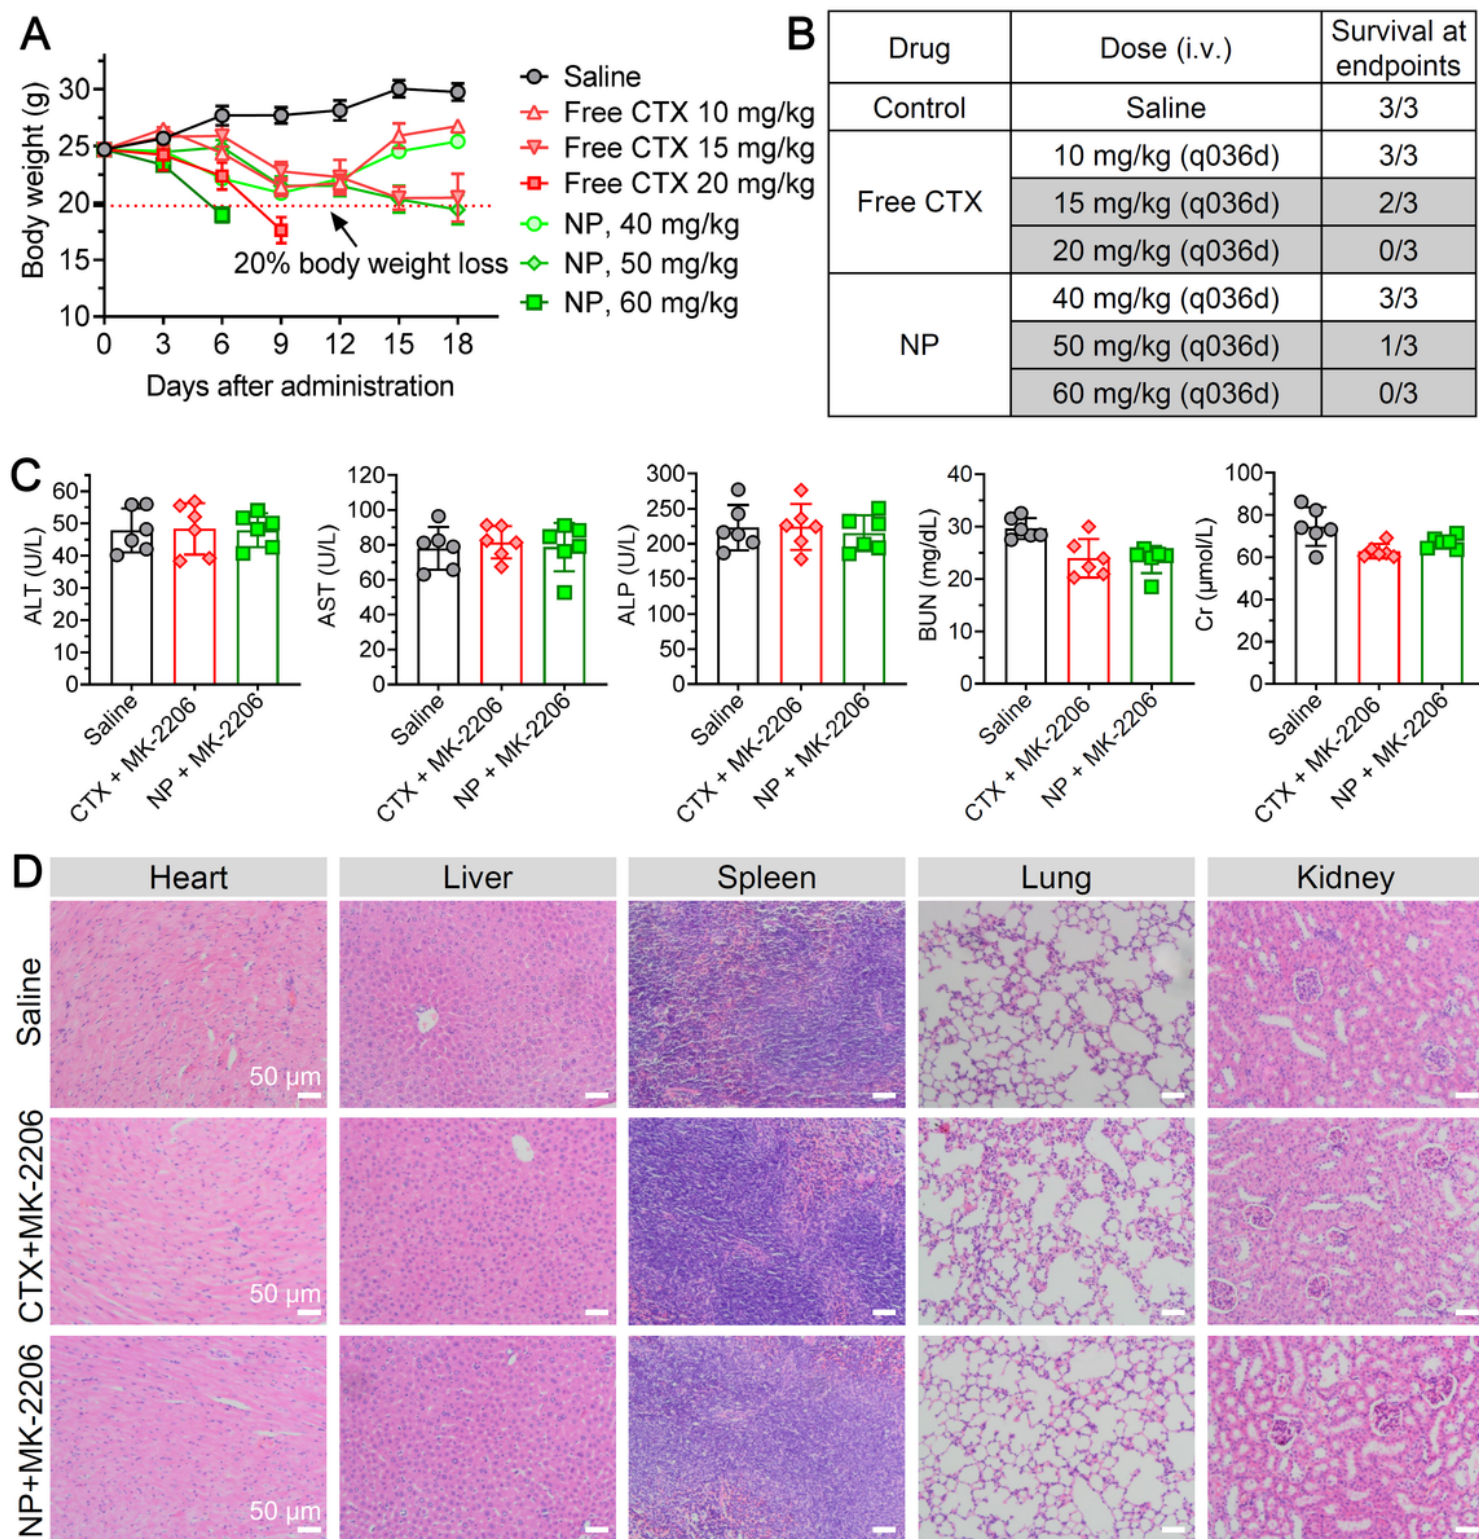 A
Body weight (g)
30
25
20
15
10
0 3 6 9 12 15 18
Days after administration
20% body weight loss
Saline
Free CTX 10 mg/kg
Free CTX 15 mg/kg
Free CTX 20 mg/kg
NP, 40 mg/kg
NP, 50 mg/kg
NP, 60 mg/kg
B
Drug Dose (i.v.) Survival at
endpoints
Control Saline 3/3
Free CTX
10 mg/kg (q036d) 3/3
15 mg/kg (q036d) 2/3
20 mg/kg (q036d) 0/3
NP
40 mg/kg (q036d) 3/3
50 mg/kg (q036d) 1/3
60 mg/kg (q036d) 0/3
C
ALT (U/L)
60
50
40
30
20
10
0
Saline
CTX + MK-2206
NP + MK-2206
AST (U/L)
120
100
80
60
40
20
0
Saline
CTX + MK-2206
NP + MK-2206
ALP (U/L)
300
250
200
150
100
50
0
Saline
CTX + MK-2206
NP + MK-2206
BUN (mg/dL)
40
30
20
10
0
Saline
CTX + MK-2206
NP + MK-2206
Cr (μmol/L)
100
80
60
40
20
0
Saline
CTX + MK-2206
NP + MK-2206
D
Heart Liver Spleen Lung Kidney
Saline
50 μm
CTX+MK-2206
50 μm
NP+MK-2206
50 μm